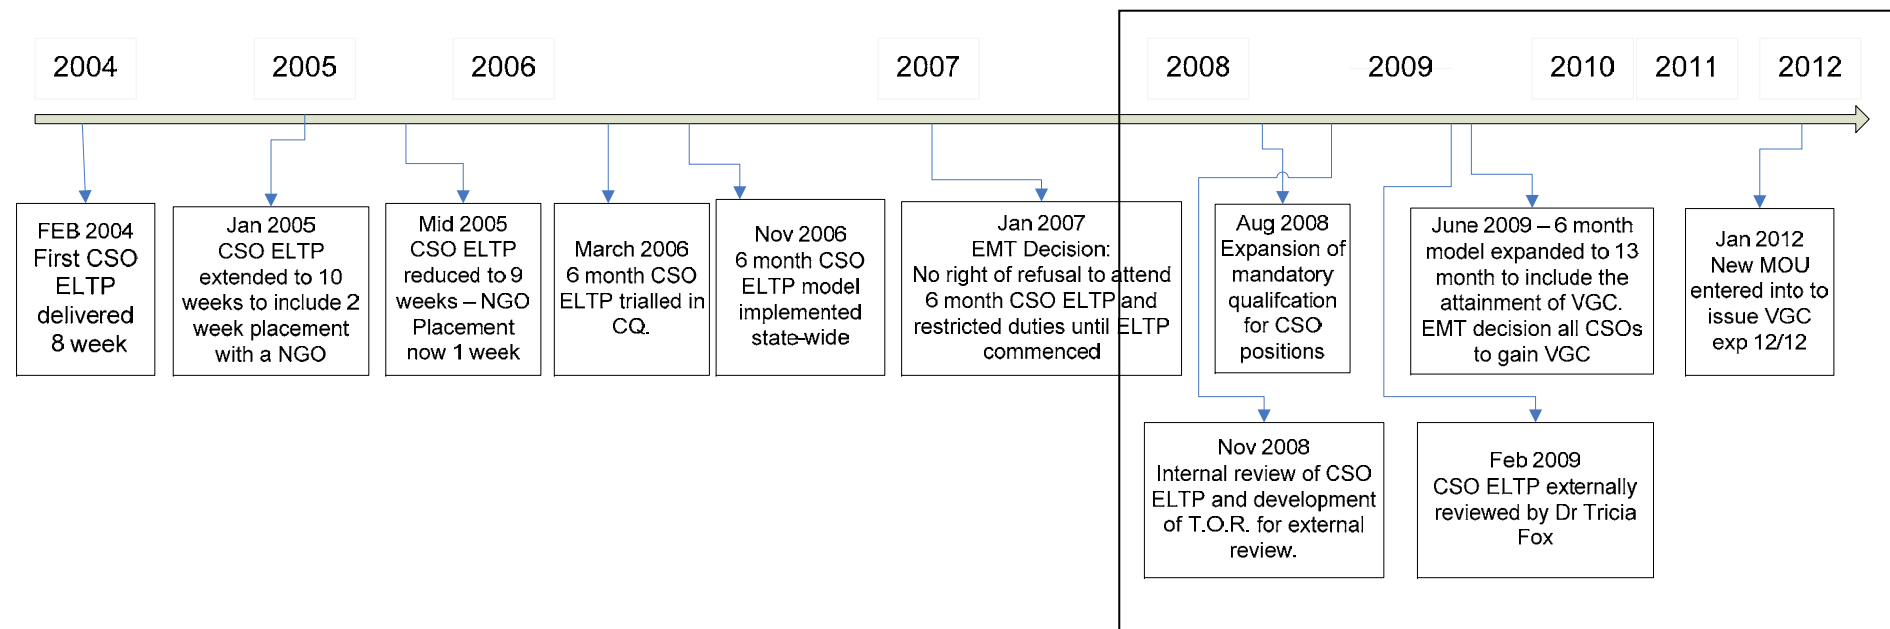 2004
2005
2006
2007
2008
2009
2010
2011
2012
FEB 2004
First CSO
ELTP
delivered
8 week
Jan 2005
CSO ELTP
extended to 10
weeks to include 2
week placement
with a NGO
Mid 2005
CSO ELTP
reduced to 9
weeks – NGO
Placement
now 1 week
March 2006
6 month CSO
ELTP trialled in
CQ.
Nov 2006
6 month CSO
ELTP model
implemented
state-wide
Jan 2007
EMT Decision:
No right of refusal to attend
6 month CSO ELTP and
restricted duties until ELTP
commenced
Aug 2008
Expansion of
mandatory
qualifcation
for CSO
positions
June 2009 – 6 month
model expanded to 13
month to include the
attainment of VGC.
EMT decision all CSOs
to gain VGC
Jan 2012
New MOU
entered into to
issue VGC
exp 12/12
Nov 2008
Internal review of CSO
ELTP and development
of T.O.R. for external
review.
Feb 2009
CSO ELTP externally
reviewed by Dr Tricia
Fox